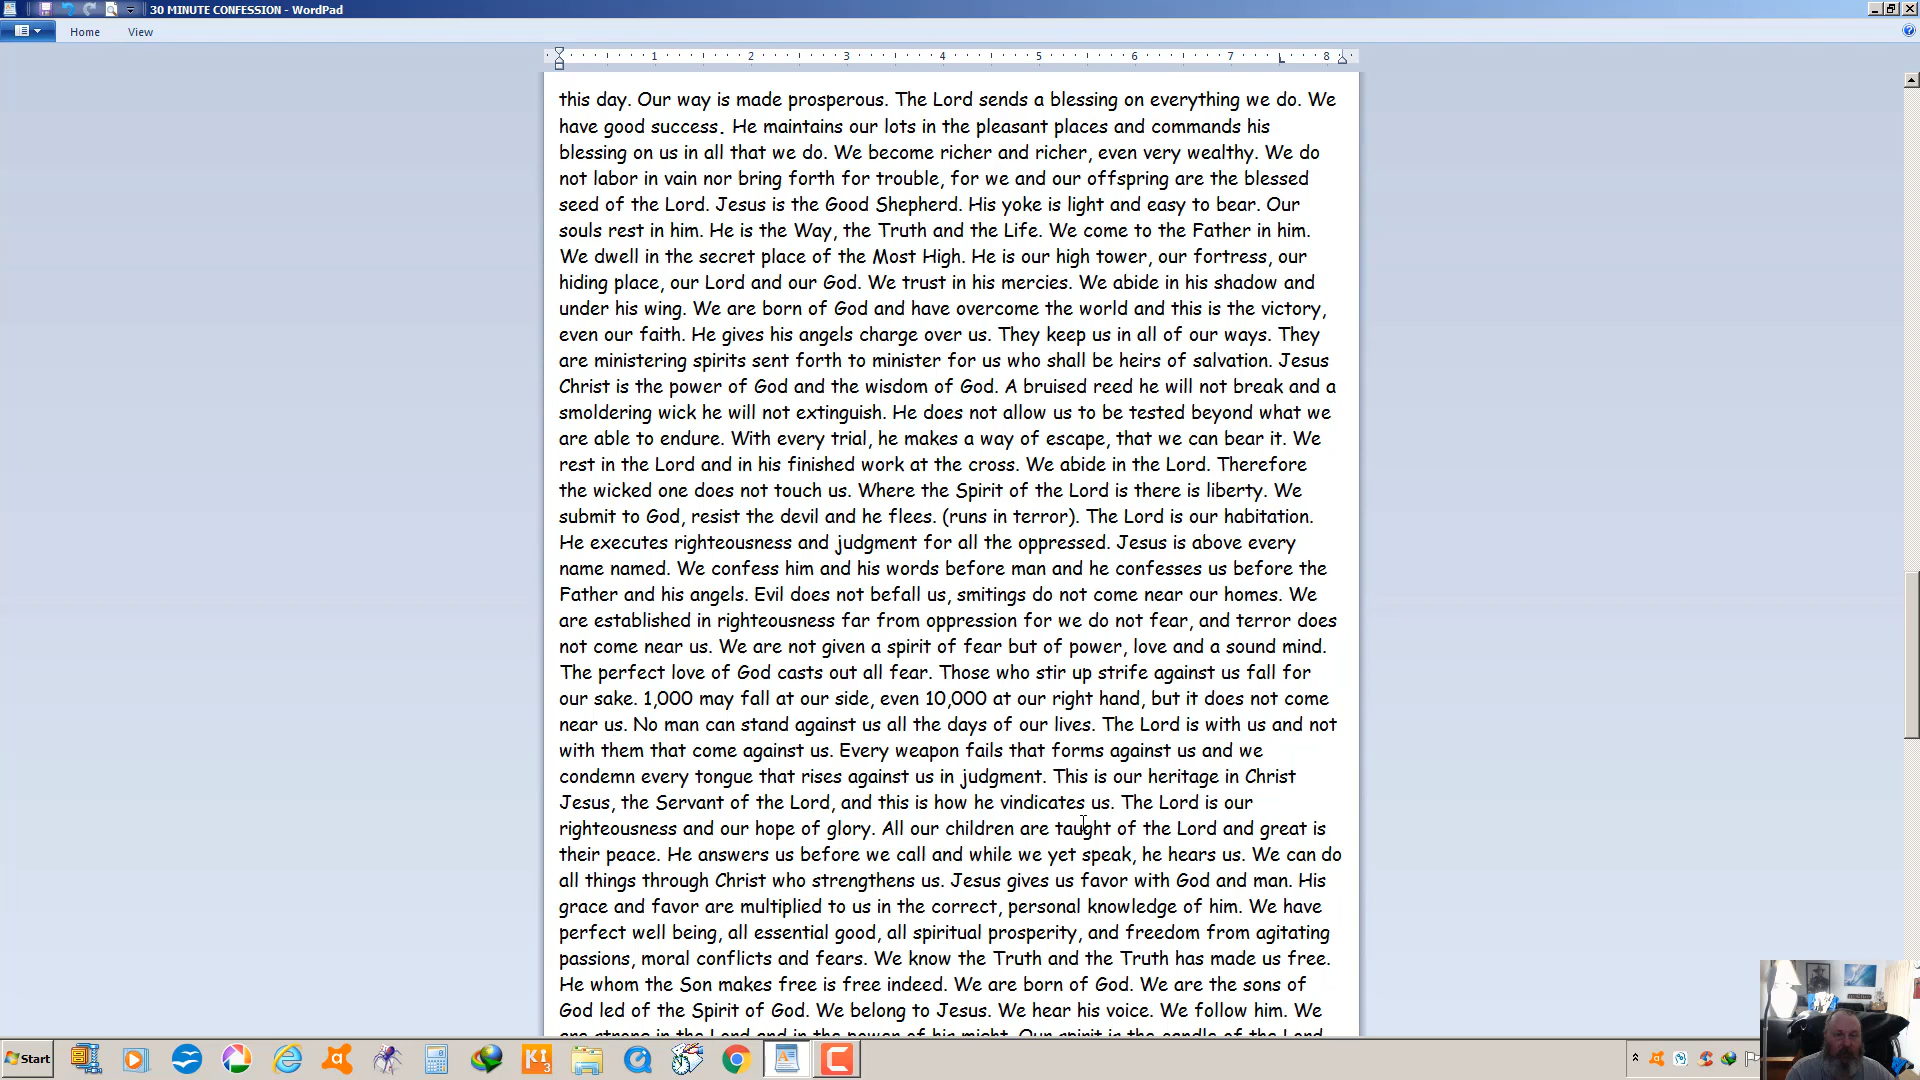 30 MINUTE CONFESSION - WordPad
Home View
1 2 3 4 5 6 7 8
this day. Our way is made prosperous. The Lord sends a blessing on everything we do. We
have good success. He maintains our lots in the pleasant places and commands his
blessing on us in all that we do. We become richer and richer, even very wealthy. We do
not labor in vain nor bring forth for trouble, for we and our offspring are the blessed
seed of the Lord. Jesus is the Good Shepherd. His yoke is light and easy to bear. Our
souls rest in him. He is the Way, the Truth and the Life. We come to the Father in him.
We dwell in the secret place of the Most High. He is our high tower, our fortress, our
hiding place, our Lord and our God. We trust in his mercies. We abide in his shadow and
under his wing. We are born of God and have overcome the world and this is the victory,
even our faith. He gives his angels charge over us. They keep us in all of our ways. They
are ministering spirits sent forth to minister for us who shall be heirs of salvation. Jesus
Christ is the power of God and the wisdom of God. A bruised reed he will not break and a
smoldering wick he will not extinguish. He does not allow us to be tested beyond what we
are able to endure. With every trial, he makes a way of escape, that we can bear it. We
rest in the Lord and in his finished work at the cross. We abide in the Lord. Therefore
the wicked one does not touch us. Where the Spirit of the Lord is there is liberty. We
submit to God, resist the devil and he flees. (runs in terror). The Lord is our habitation.
He executes righteousness and judgment for all the oppressed. Jesus is above every
name named. We confess him and his words before man and he confesses us before the
Father and his angels. Evil does not befall us, smitings do not come near our homes. We
are established in righteousness far from oppression for we do not fear, and terror does
not come near us. We are not given a spirit of fear but of power, love and a sound mind.
The perfect love of God casts out all fear. Those who stir up strife against us fall for
our sake. 1,000 may fall at our side, even 10,000 at our right hand, but it does not come
near us. No man can stand against us all the days of our lives. The Lord is with us and not
with them that come against us. Every weapon fails that forms against us and we
condemn every tongue that rises against us in judgment. This is our heritage in Christ
Jesus, the Servant of the Lord, and this is how he vindicates us. The Lord is our
righteousness and our hope of glory. All our children are taught of the Lord and great is
their peace. He answers us before we call and while we yet speak, he hears us. We can do
all things through Christ who strengthens us. Jesus gives us favor with God and man. His
grace and favor are multiplied to us in the correct, personal knowledge of him. We have
perfect well being, all essential good, all spiritual prosperity, and freedom from agitating
passions, moral conflicts and fears. We know the Truth and the Truth has made us free.
He whom the Son makes free is free indeed. We are born of God. We are the sons of
God led of the Spirit of God. We belong to Jesus. We hear his voice. We follow him. We
are strong in the Lord and in the power of his might. Our spirit is the candle of the Lord
Start